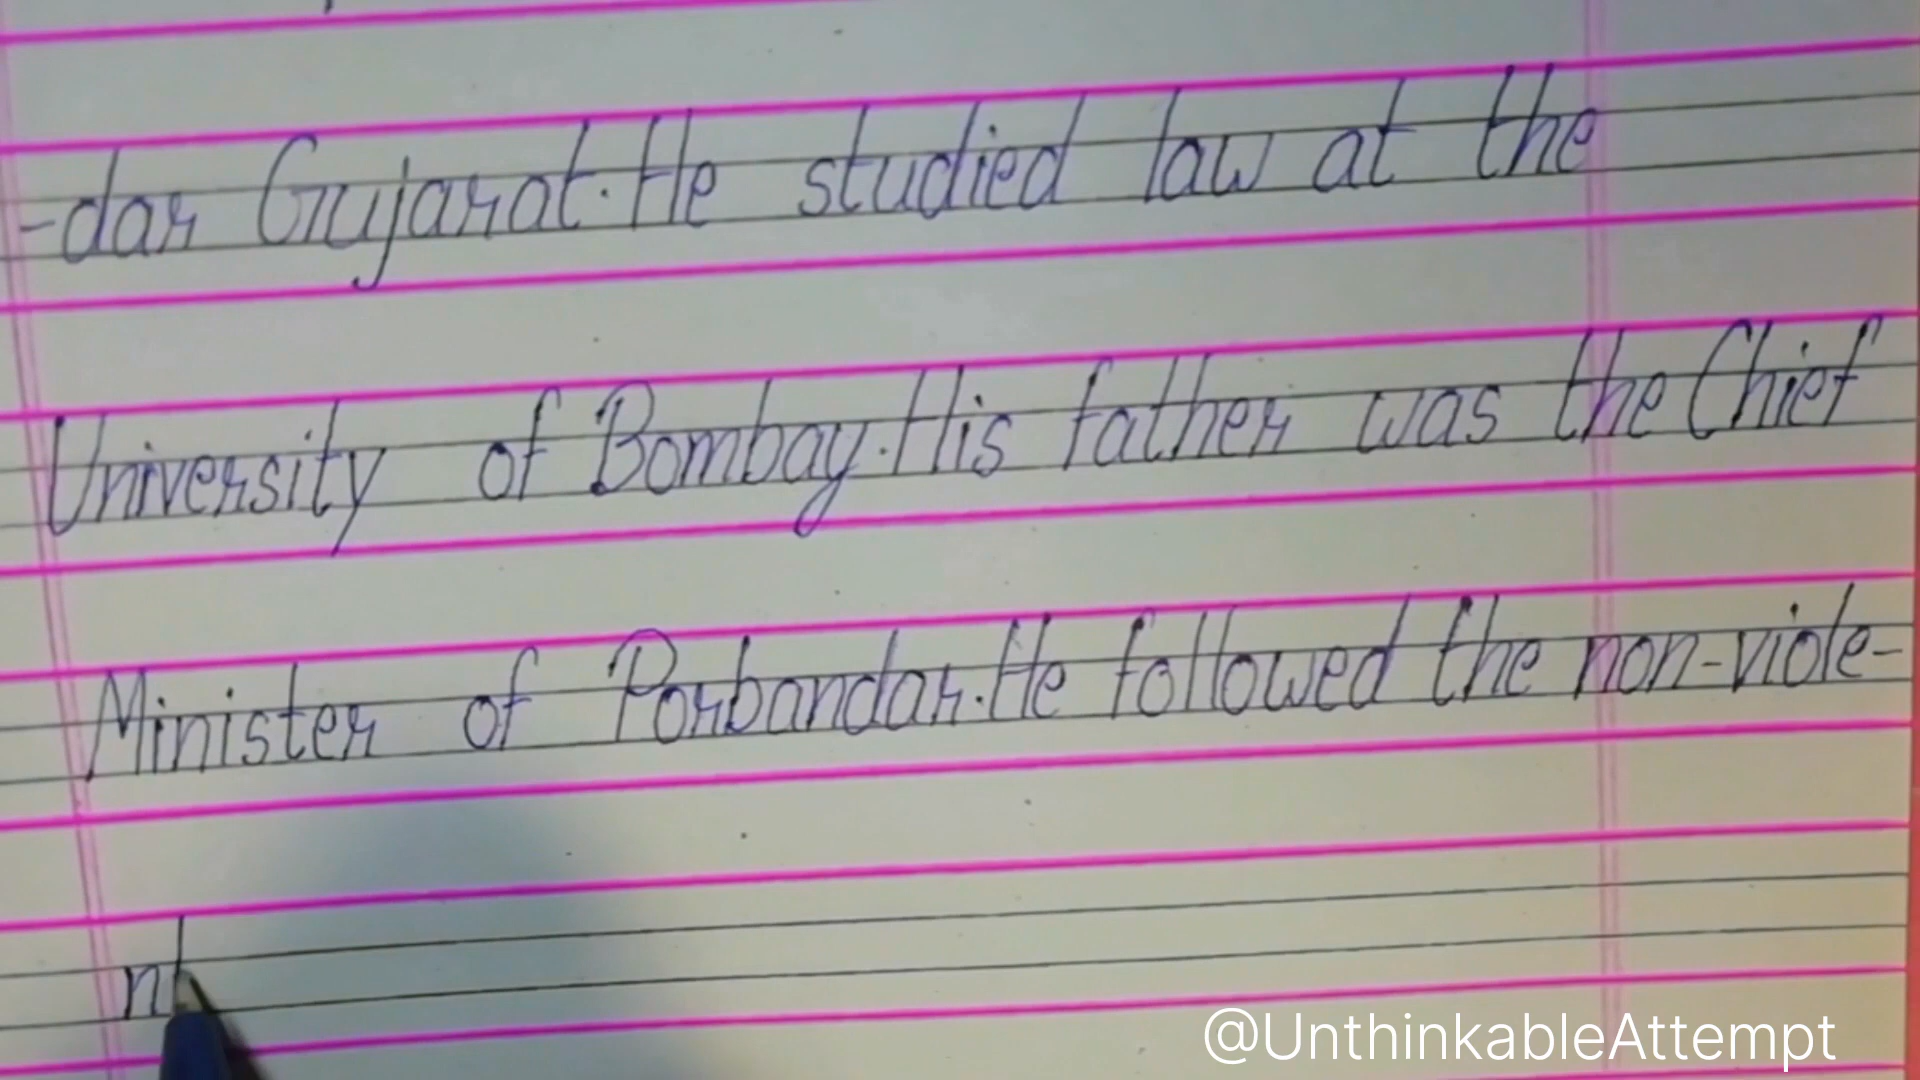 -dar Gujarat. He studied law at the
University of Bombay. His father was the Chief
Minister of Porbandar. He followed the non-viole-
nt
@UnthinkableAttempt